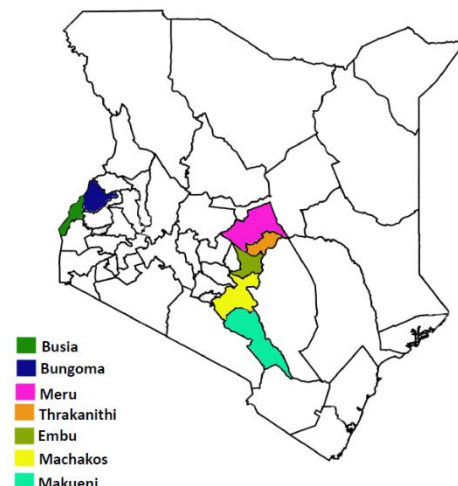 Busia
Bungoma
Meru
Thrakanithi
Embu
Machakos
Makueni